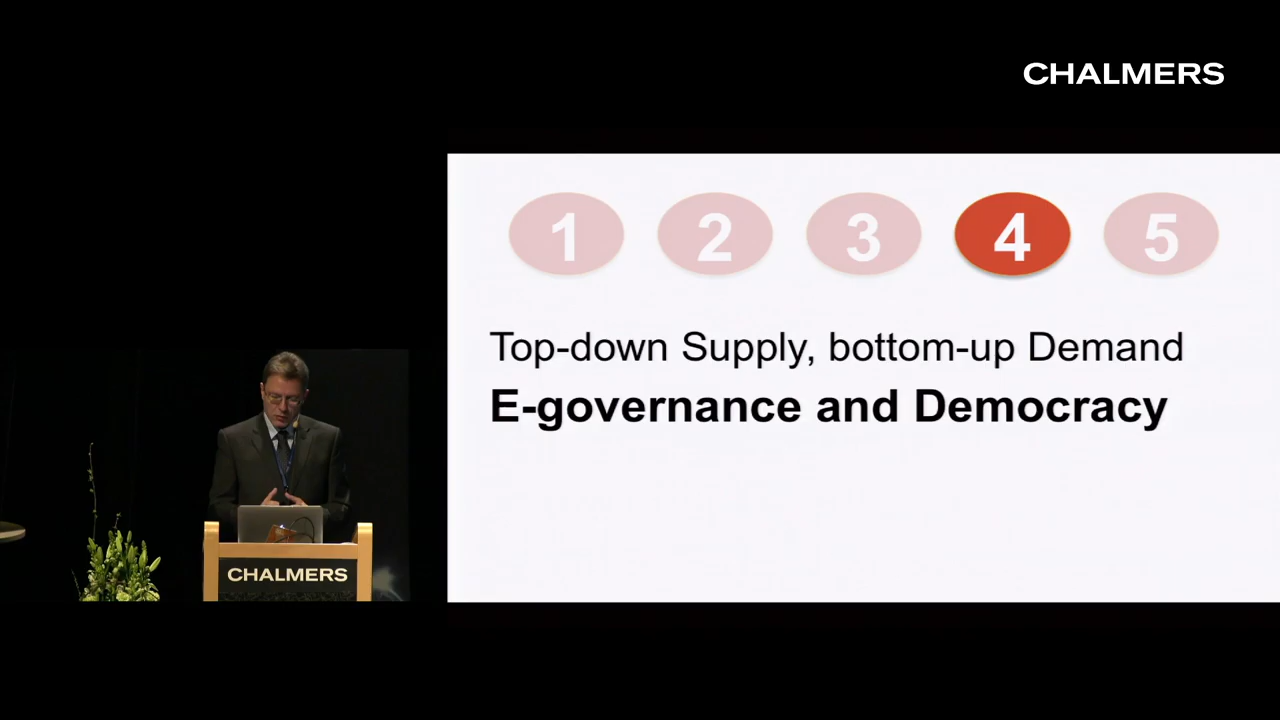 CHALMERS
1 2 3 4 5
Top-down Supply, bottom-up Demand
E-governance and Democracy
CHALMERS